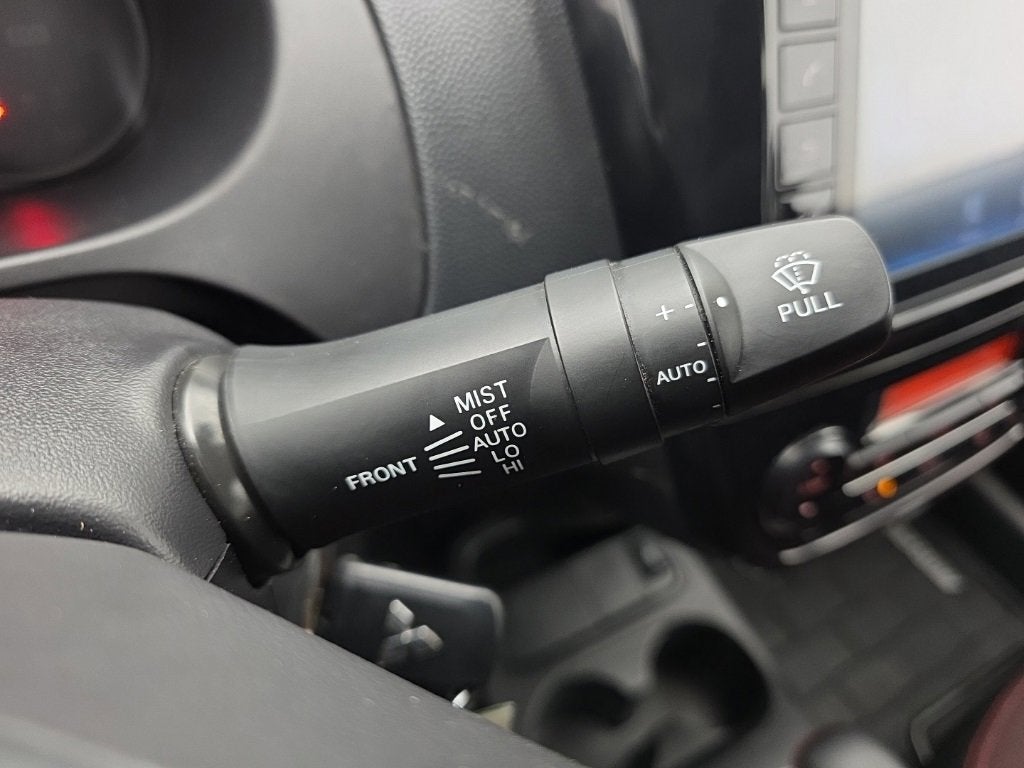 PULL
+ -
AUTO
MIST
OFF
AUTO
LO
HI
FRONT